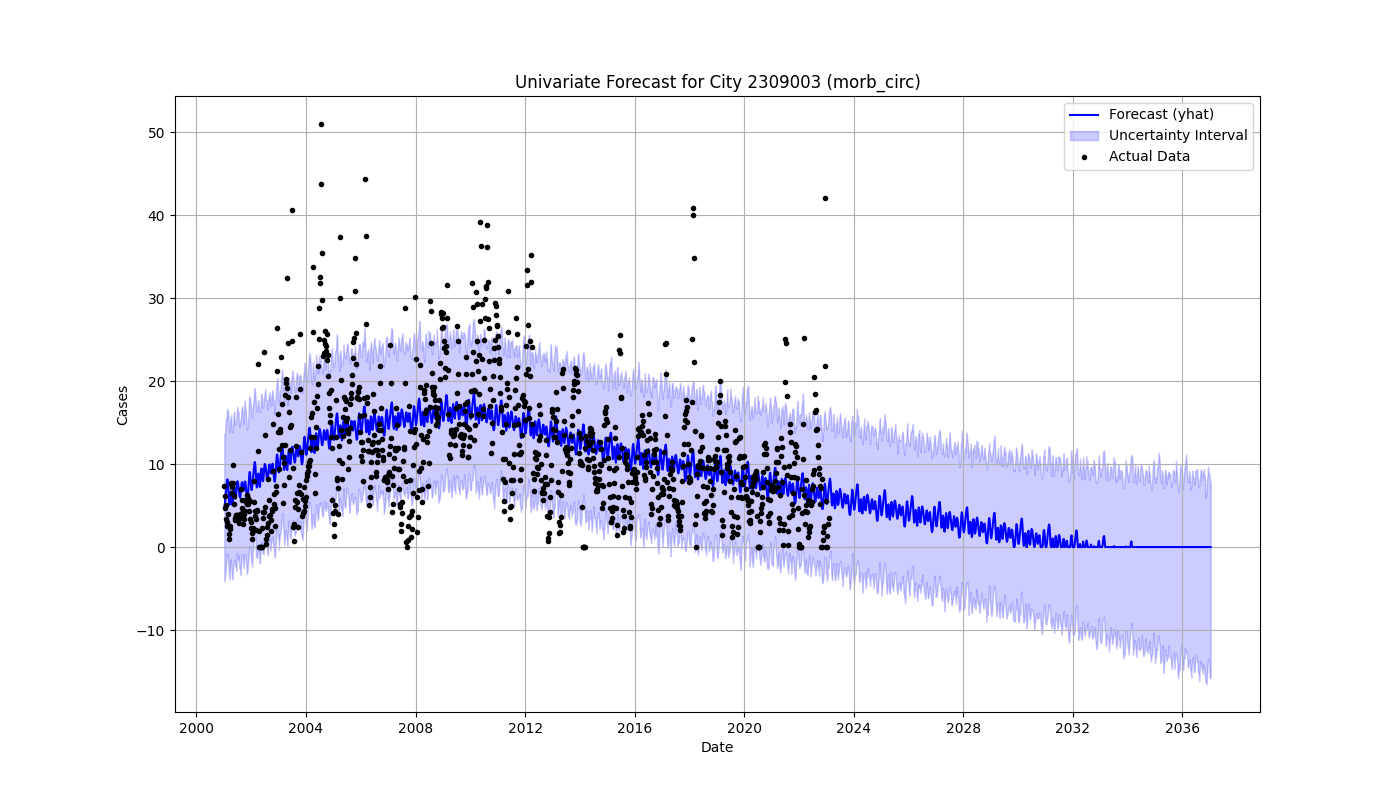 Univariate Forecast for City 2309003 (morb_circ)
Forecast (yhat)
Uncertainty Interval
Actual Data
50
40
30
20
10
0
−10
Cases
2000 2004 2008 2012 2016 2020 2024 2028 2032 2036
Date